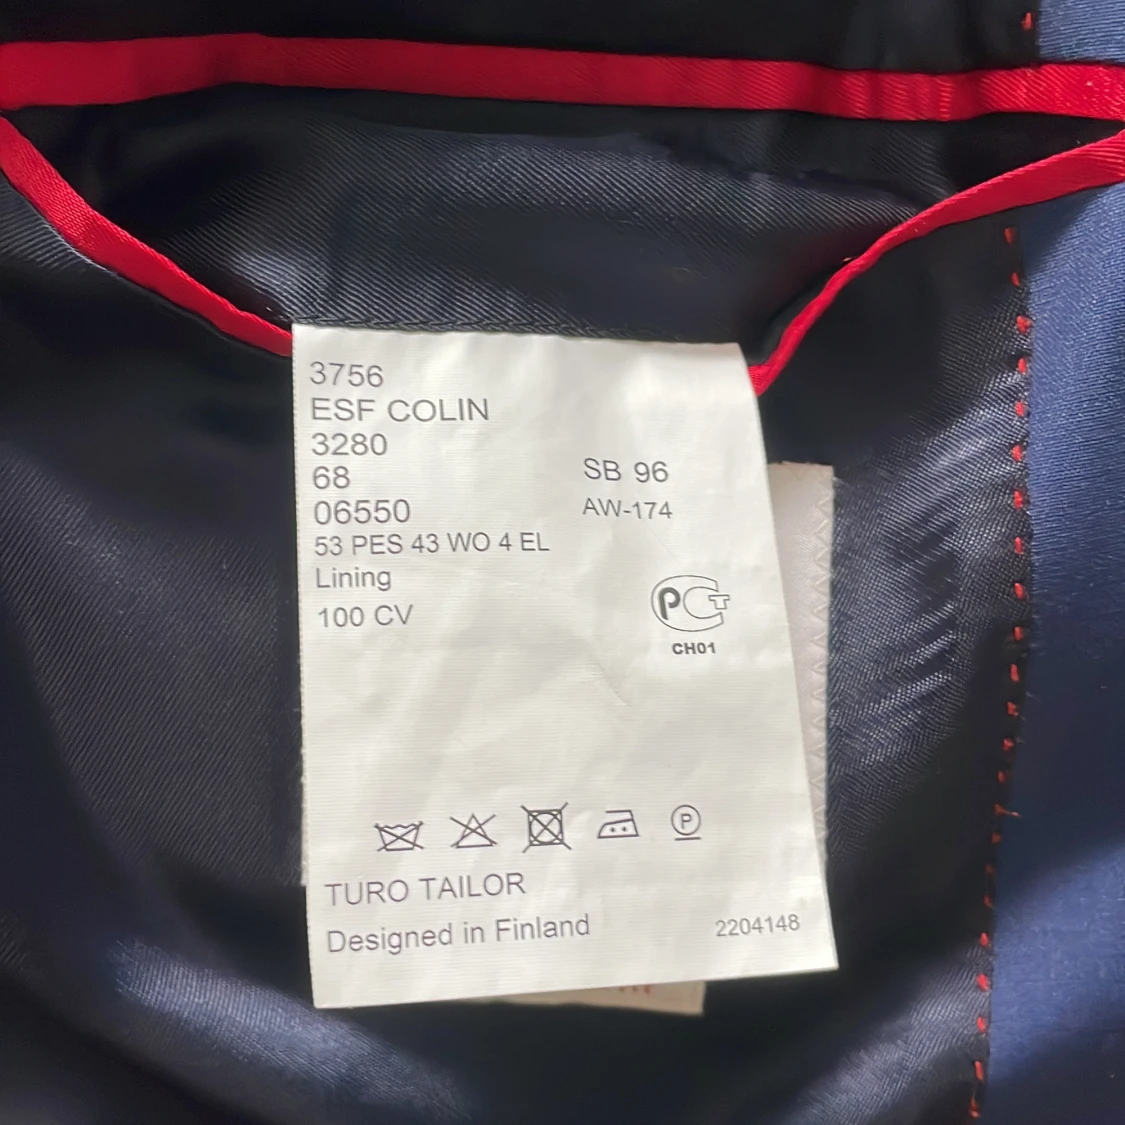 3756
ESF COLIN
3280
68
SB 96
06550
AW-174
53 PES 43 WO 4 EL
Lining
100 CV
PCT
CH01
P
TURO TAILOR
Designed in Finland
2204148